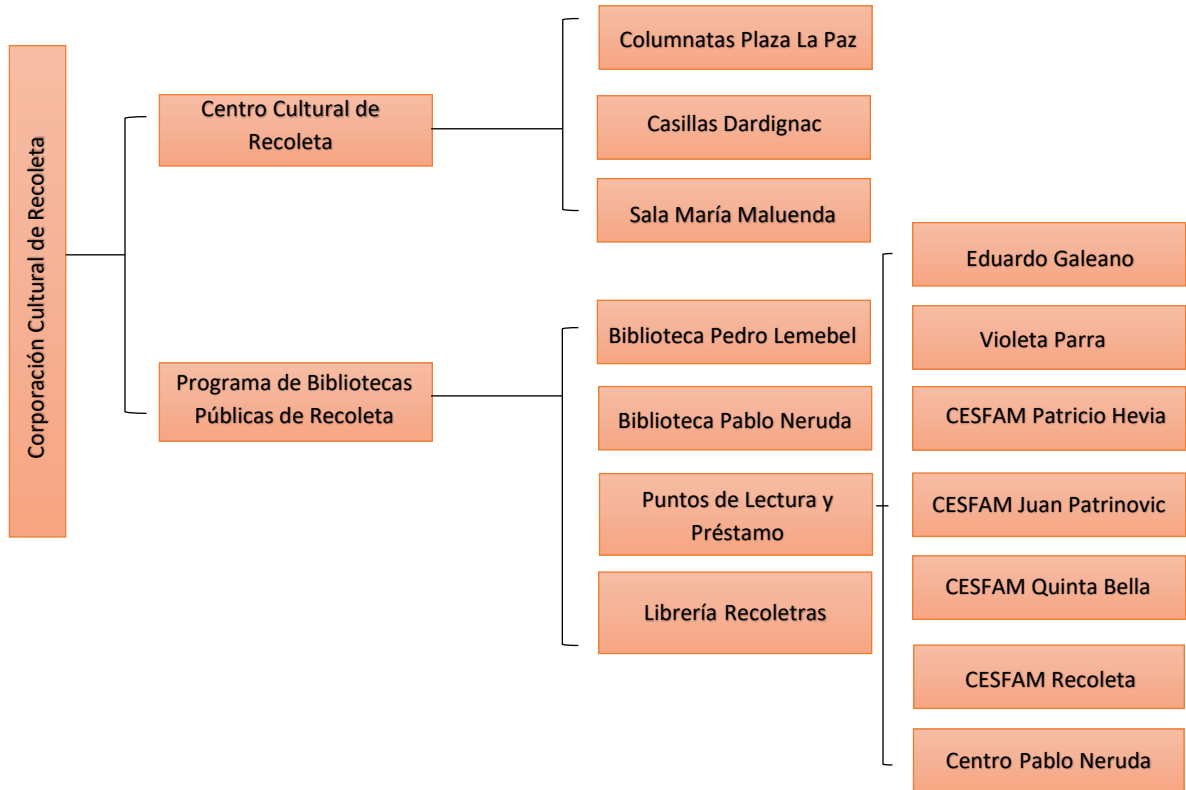 Corporación Cultural de Recoleta
Centro Cultural de
Recoleta
Columnatas Plaza La Paz
Casillas Dardignac
Sala María Maluenda
Programa de Bibliotecas
Públicas de Recoleta
Biblioteca Pedro Lemebel
Biblioteca Pablo Neruda
Puntos de Lectura y
Préstamo
Librería Recoletras
Eduardo Galeano
Violeta Parra
CESFAM Patricio Hevia
CESFAM Juan Patrinovic
CESFAM Quinta Bella
CESFAM Recoleta
Centro Pablo Neruda